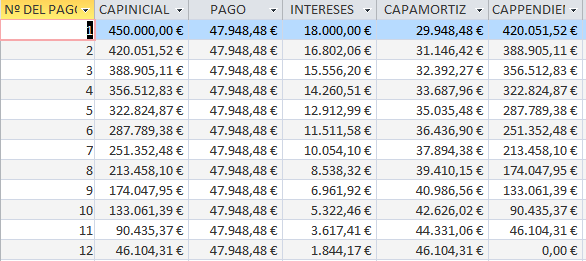 Nº DEL PAGO CAPINICIAL PAGO INTERESES CAPAMORTIZ CAPPENDIEN
1 450.000,00 € 47.948,48 € 18.000,00 € 29.948,48 € 420.051,52 €
2 420.051,52 € 47.948,48 € 16.802,06 € 31.146,42 € 388.905,11 €
3 388.905,11 € 47.948,48 € 15.556,20 € 32.392,27 € 356.512,83 €
4 356.512,83 € 47.948,48 € 14.260,51 € 33.687,96 € 322.824,87 €
5 322.824,87 € 47.948,48 € 12.912,99 € 35.035,48 € 287.789,38 €
6 287.789,38 € 47.948,48 € 11.511,58 € 36.436,90 € 251.352,48 €
7 251.352,48 € 47.948,48 € 10.054,10 € 37.894,38 € 213.458,10 €
8 213.458,10 € 47.948,48 € 8.538,32 € 39.410,15 € 174.047,95 €
9 174.047,95 € 47.948,48 € 6.961,92 € 40.986,56 € 133.061,39 €
10 133.061,39 € 47.948,48 € 5.322,46 € 42.626,02 € 90.435,37 €
11 90.435,37 € 47.948,48 € 3.617,41 € 44.331,06 € 46.104,31 €
12 46.104,31 € 47.948,48 € 1.844,17 € 46.104,31 € 0,00 €